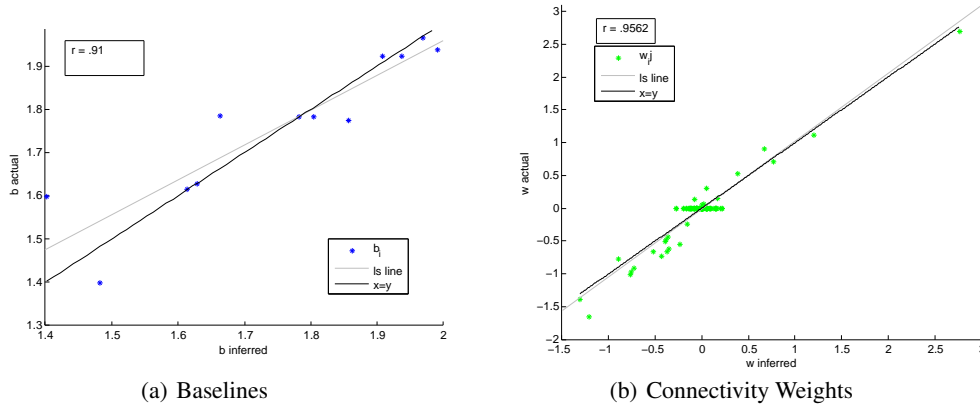 r = .91
b actual
1.9
1.8
1.7
1.6
1.5
1.4
1.3
b_i
ls line
x=y
1.4 1.5 1.6 1.7 1.8 1.9 2
b inferred
(a) Baselines
r = .9562
w_ij
ls line
x=y
w actual
3
2.5
2
1.5
1
0.5
0
−0.5
−1
−1.5
−2
−1.5 −1 −0.5 0 0.5 1 1.5 2 2.5 3
w inferred
(b) Connectivity Weights